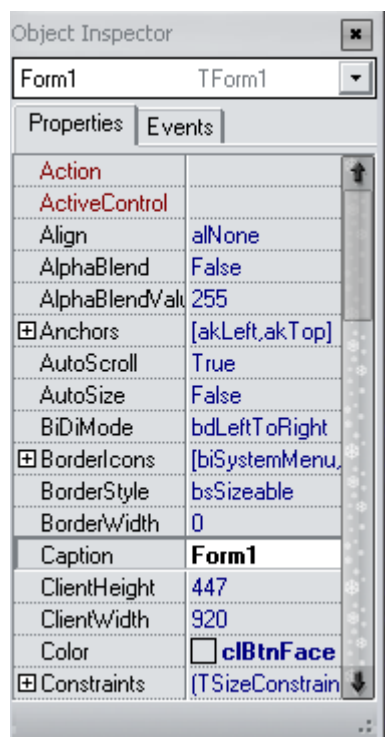 Object Inspector
Form1 TForm1
Properties Events
Action
ActiveControl
Align alNone
AlphaBlend False
AlphaBlendValu 255
Anchors [akLeft,akTop]
AutoScroll True
AutoSize False
BiDiMode bdLeftToRight
BorderIcons [biSystemMenu,
BorderStyle bsSizeable
BorderWidth 0
Caption Form1
ClientHeight 447
ClientWidth 920
Color clBtnFace
Constraints (TSizeConstrain